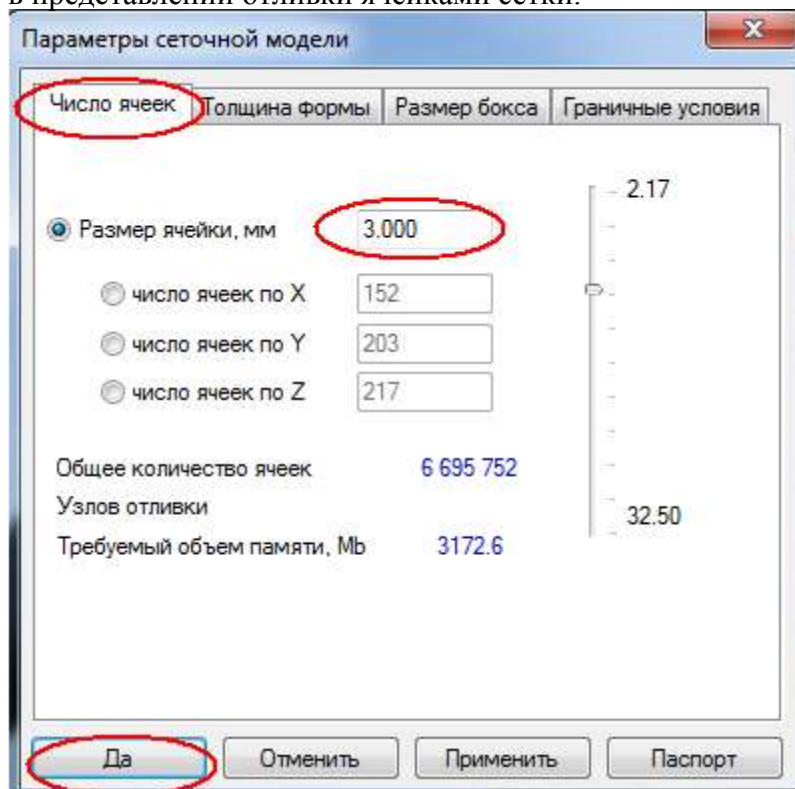 в представлении отливки ячейками сетки.
Параметры сеточной модели
Число ячеек Толщина формы Размер бокса Граничные условия
2.17
Размер ячейки, мм 3.000
число ячеек по X 152
число ячеек по Y 203
число ячеек по Z 217
Общее количество ячеек 6 695 752
Узлов отливки
32.50
Требуемый объем памяти, Mb 3172.6
Да Отменить Применить Паспорт